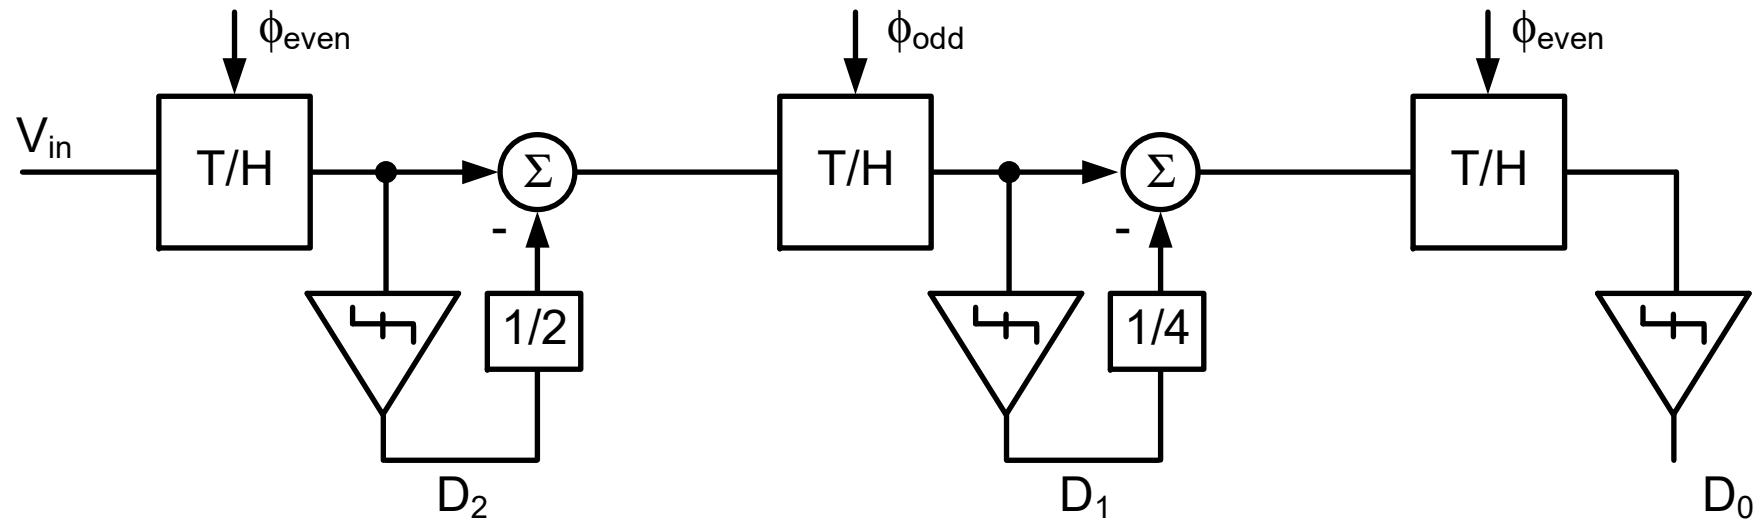 ϕeven
ϕodd
ϕeven
Vin
T/H
Σ
T/H
Σ
T/H
-
-
1/2
1/4
D2
D1
D0